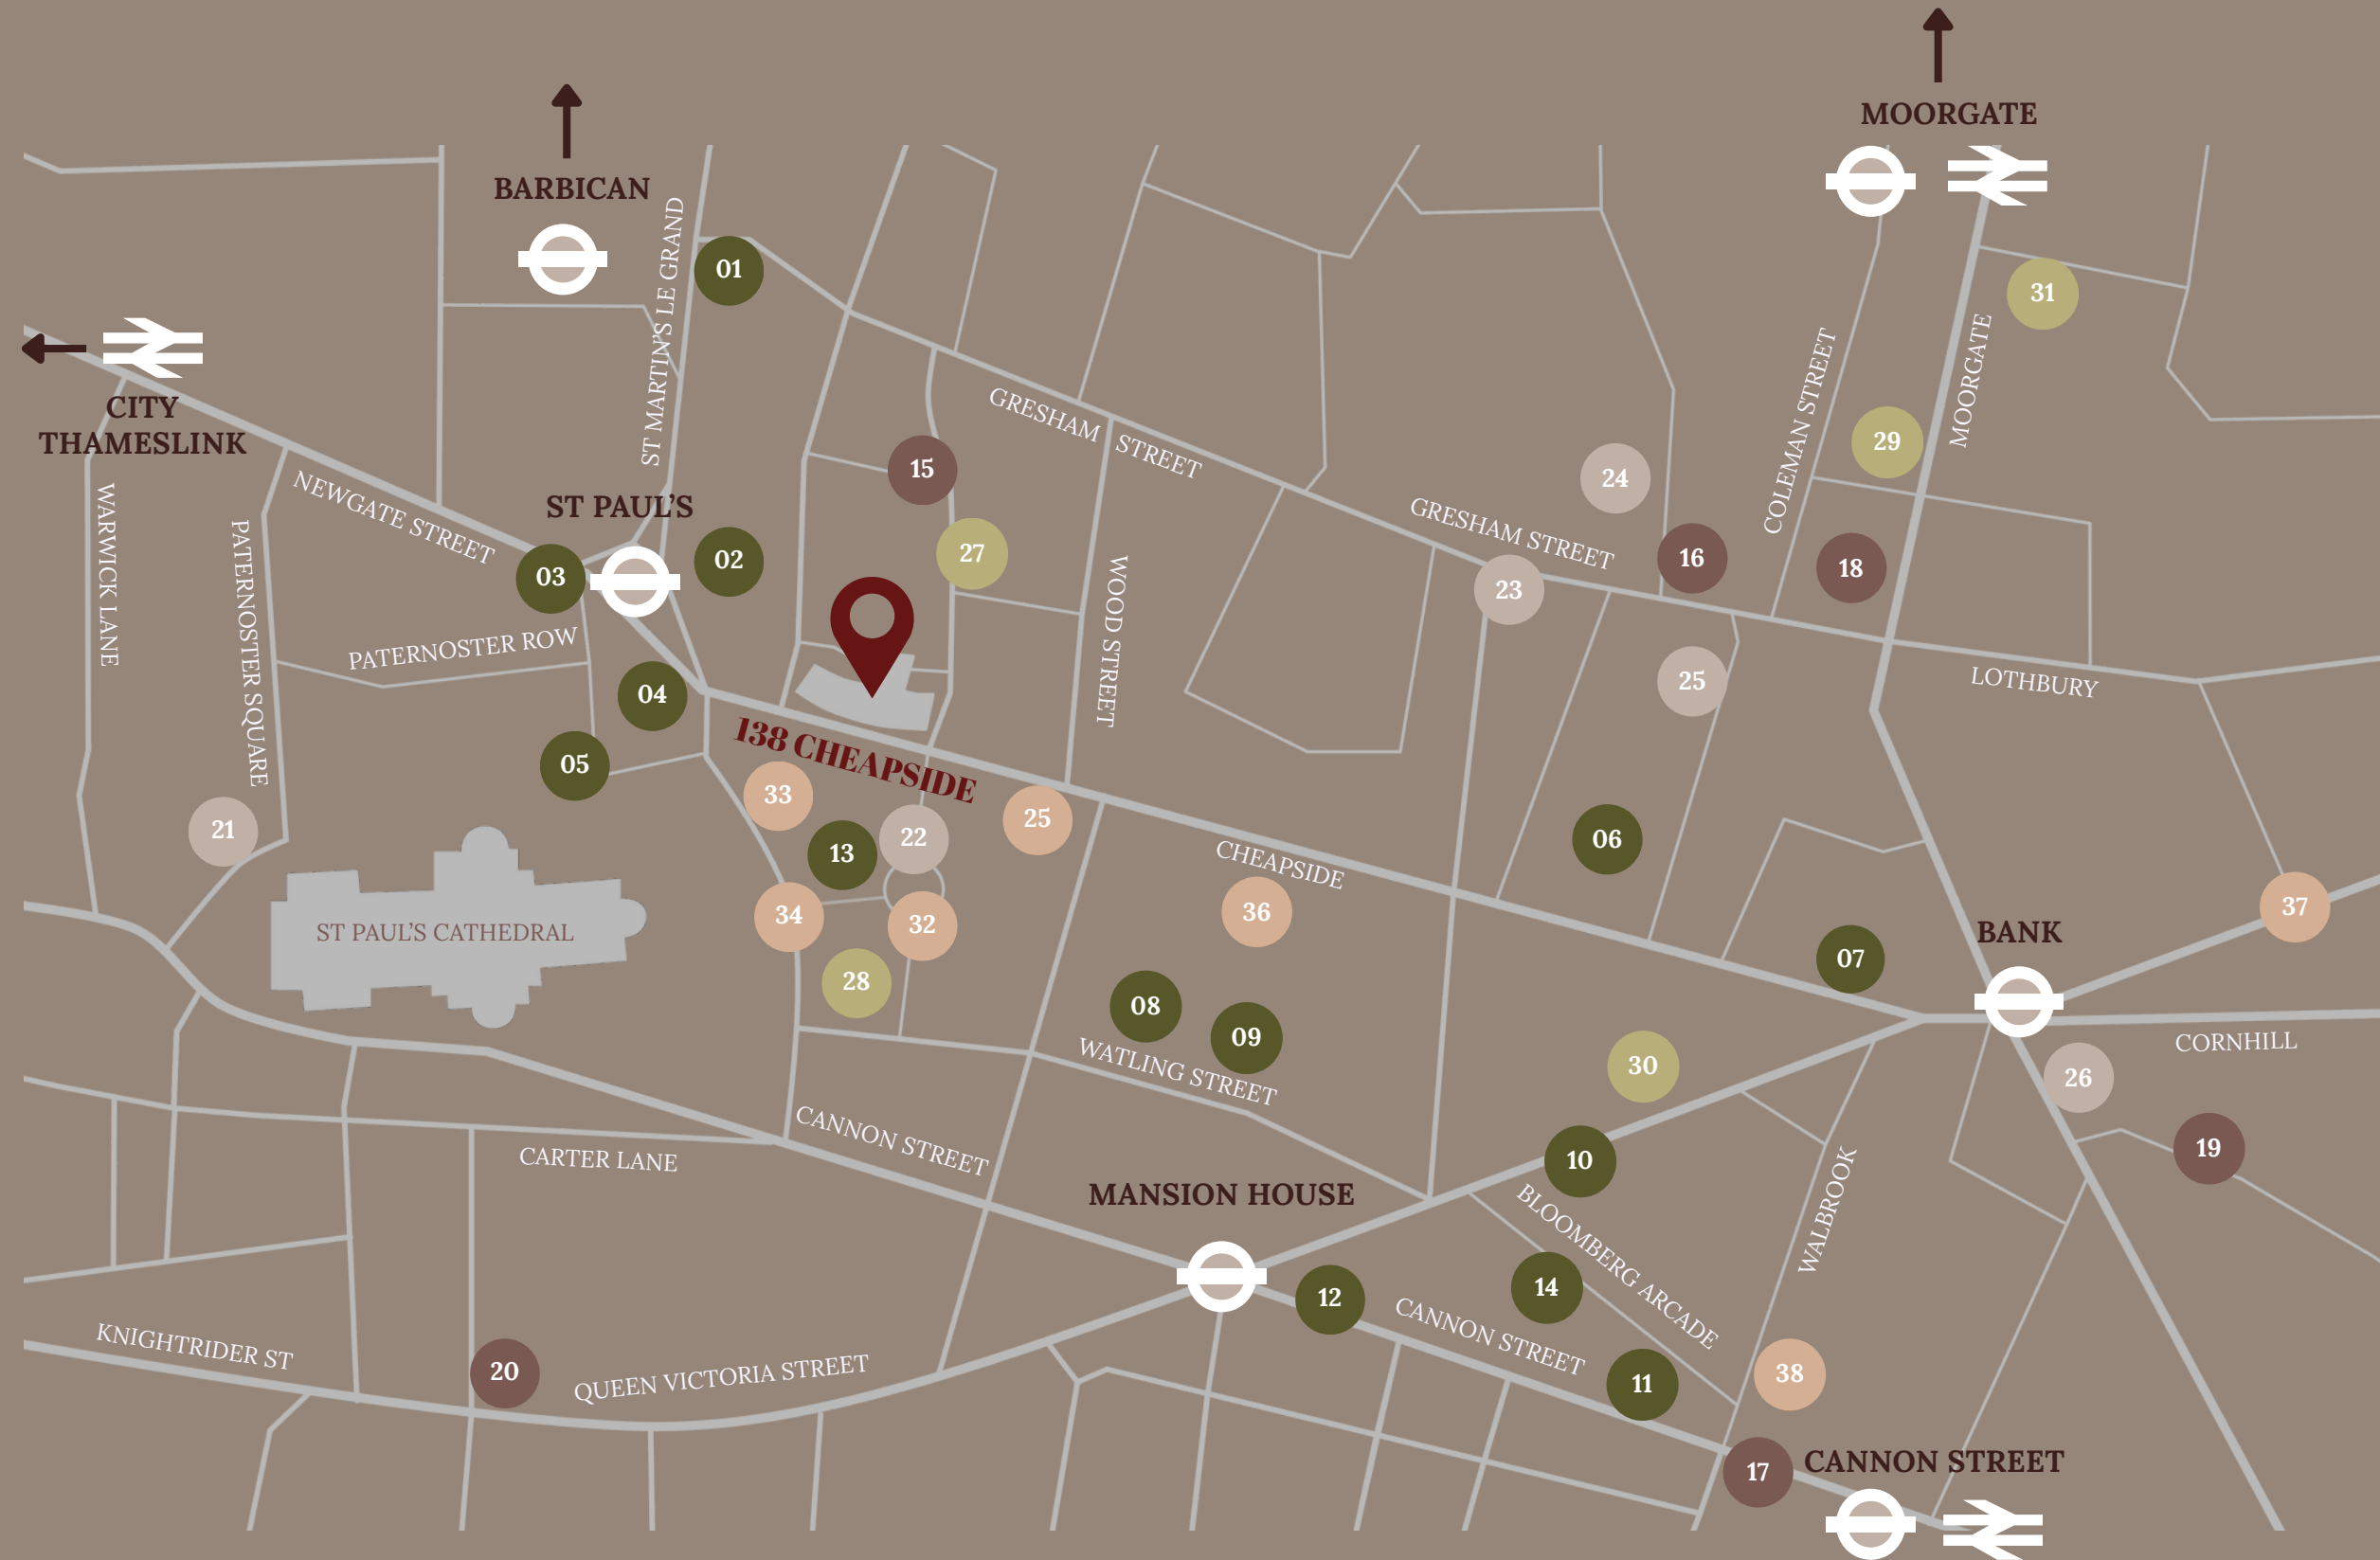 MOORGATE
BARBICAN
ST MARTIN'S LE GRAND
01
31
CITY
THAMESLINK
COLEMAN STREET
MOORGATE
GRESHAM STREET
29
15
24
NEWGATE STREET
ST PAUL'S
GRESHAM STREET
WARWICK LANE
PATERNOSTER SQUARE
03
02
27
23
16
18
WOOD STREET
PATERNOSTER ROW
04
25
LOTHBURY
138 CHEAPSIDE
05
33
21
13
22
25
CHEAPSIDE
06
34
32
36
37
ST PAUL'S CATHEDRAL
BANK
07
28
08
09
WATLING STREET
CORNHILL
30
26
CANNON STREET
CARTER LANE
10
19
MANSION HOUSE
BLOOMBERG ARCADE
WALBROOK
12
14
CANNON STREET
KNIGHTRIDER ST
20
QUEEN VICTORIA STREET
11
38
17
CANNON STREET